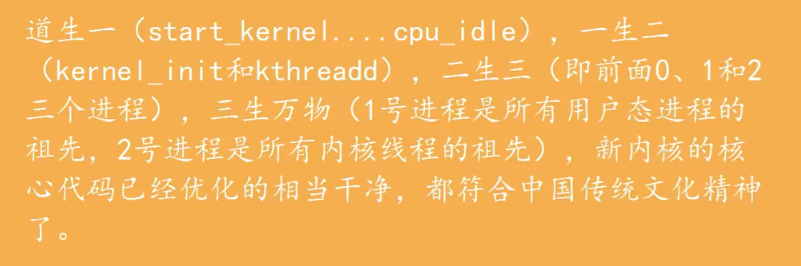 道生一（start_kernel....cpu_idle），一生二
（kernel_init和kthreadd），二生三（即前面0、1和2
三个进程），三生万物（1号进程是所有用户态进程的
祖先，2号进程是所有内核线程的祖先），新内核的核
心代码已经优化的相当干净，都符合中国传统文化精神
了。